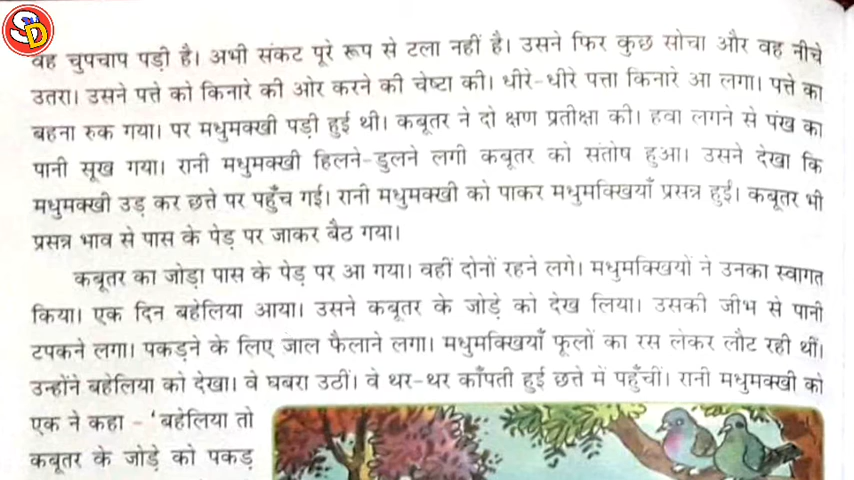 SD
वह चुपचाप पड़ी है। अभी संकट पूरे रूप से टला नहीं है। उसने फिर कुछ सोचा और वह नीचे
उतरा। उसने पत्ते को किनारे की ओर करने की चेष्टा की। धीरे-धीरे पत्ता किनारे आ लगा। पत्ते का
बहना रुक गया। पर मधुमक्खी पड़ी हुई थी। कबूतर ने दो क्षण प्रतीक्षा की। हवा लगने से पंख का
पानी सूख गया। रानी मधुमक्खी हिलने-डुलने लगी कबूतर को संतोष हुआ। उसने देखा कि
मधुमक्खी उड़ कर छत्ते पर पहुँच गई। रानी मधुमक्खी को पाकर मधुमक्खियाँ प्रसन्न हुईं। कबूतर भी
प्रसन्न भाव से पास के पेड़ पर जाकर बैठ गया।
कबूतर का जोड़ा पास के पेड़ पर आ गया। वहीं दोनों रहने लगे। मधुमक्खियों ने उनका स्वागत
किया। एक दिन बहेलिया आया। उसने कबूतर के जोड़े को देख लिया। उसकी जीभ से पानी
टपकने लगा। पकड़ने के लिए जाल फैलाने लगा। मधुमक्खियाँ फूलों का रस लेकर लौट रही थीं।
उन्होंने बहेलिया को देखा। वे घबरा उठीं। वे थर-थर काँपती हुई छत्ते में पहुँचीं। रानी मधुमक्खी को
एक ने कहा - 'बहेलिया तो
कबूतर के जोड़े को पकड़